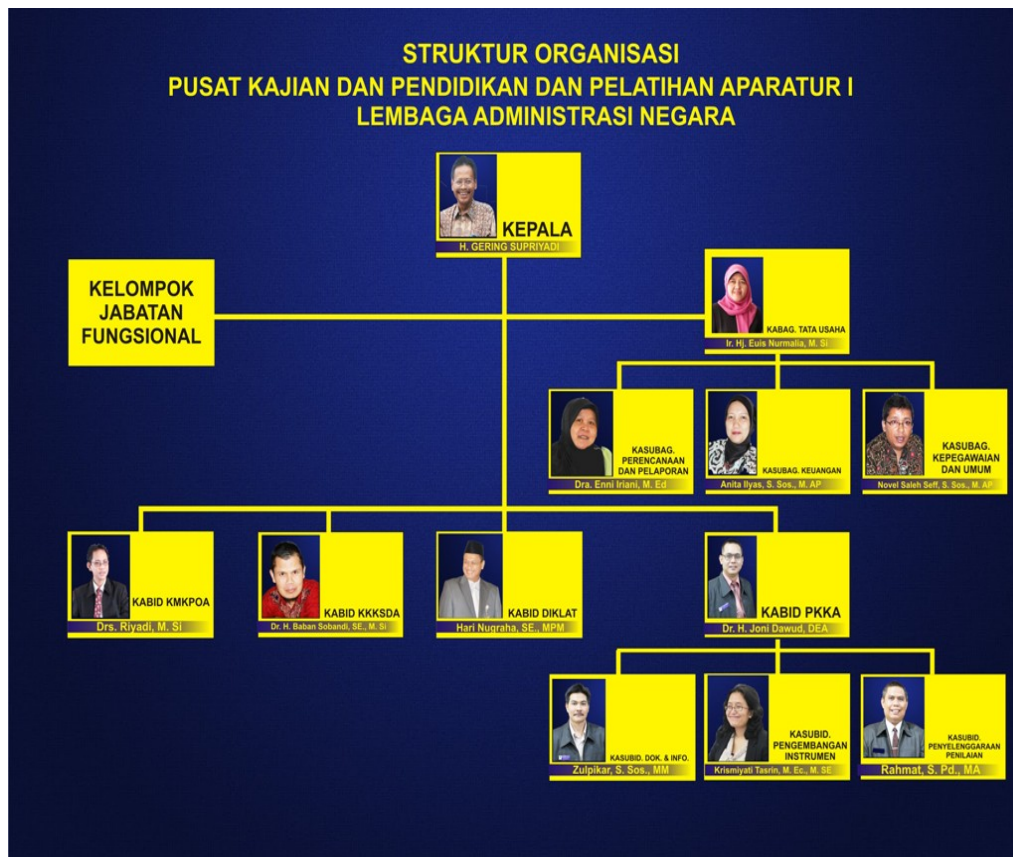 STRUKTUR ORGANISASI
PUSAT KAJIAN DAN PENDIDIKAN DAN PELATIHAN APARATUR I
LEMBAGA ADMINISTRASI NEGARA
KEPALA
H. GERING SUPRIYADI
KELOMPOK
JABATAN
FUNGSIONAL
KABAG. TATA USAHA
Ir. Hj. Euis Nurmalia, M. Si
KASUBAG.
PERENCANAAN
DAN PELAPORAN
Dra. Enni Iriani, M. Ed
KASUBAG. KEUANGAN
Anita Ilyas, S. Sos., M. AP
KASUBAG.
KEPEGAWAIAN
DAN UMUM
Novel Saleh Seff, S. Sos., M. AP
KABID KMKPOA
Drs. Riyadi, M. Si
KABID KKKSDA
Dr. H. Baban Sobandi, SE., M. Si
KABID DIKLAT
Hari Nugraha, SE., MPM
KABID PKKA
Dr. H. Joni Dawud, DEA
KASUBID. DOK. & INFO.
Zulpikar, S. Sos., MM
KASUBID.
PENGEMBANGAN
INSTRUMEN
Krismiyati Tasrin, M. Ec., M. SE
KASUBID.
PENYELENGGARAAN
PENILAIAN
Rahmat, S. Pd., MA